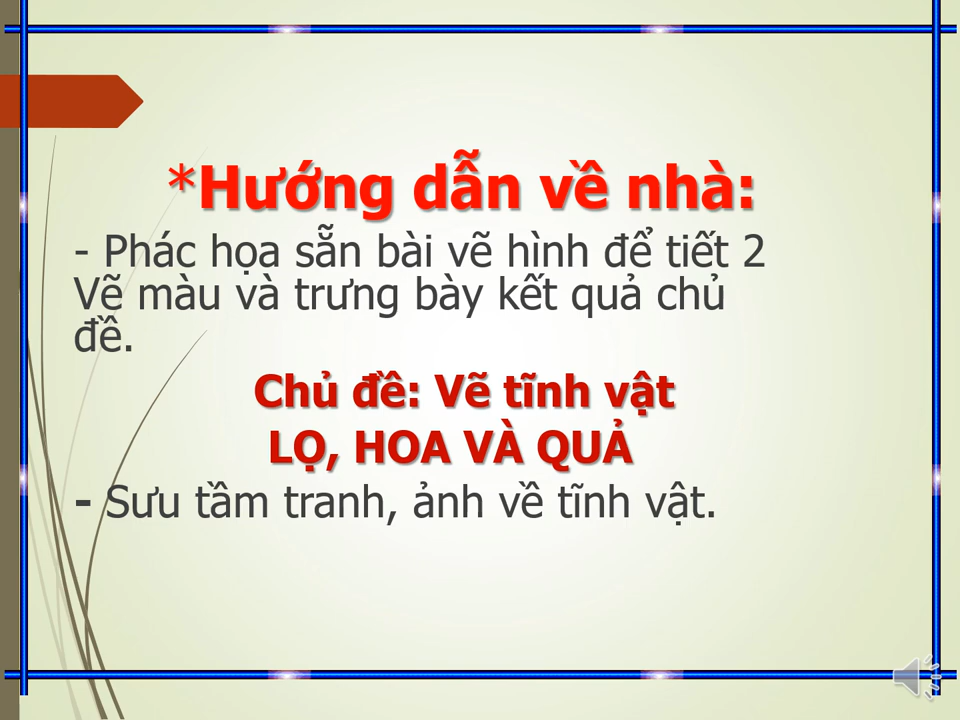 *Hướng dẫn về nhà:
- Phác họa sẵn bài vẽ hình để tiết 2
Vẽ màu và trưng bày kết quả chủ
đề.
Chủ đề: Vẽ tĩnh vật
LỌ, HOA VÀ QUẢ
- Sưu tầm tranh, ảnh về tĩnh vật.